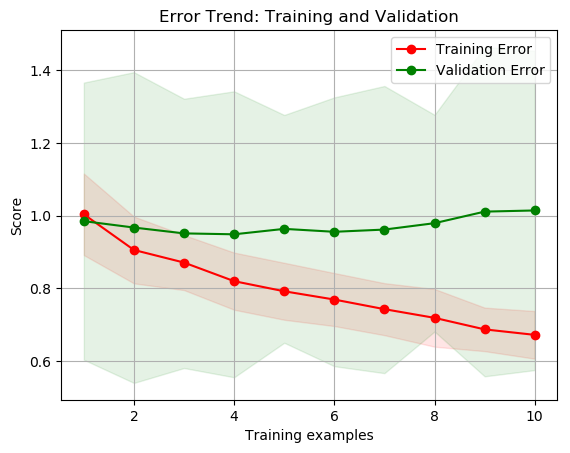 Error Trend: Training and Validation
Training Error
Validation Error
1.4
1.2
1.0
0.8
0.6
Score
2
4
6
8
10
Training examples